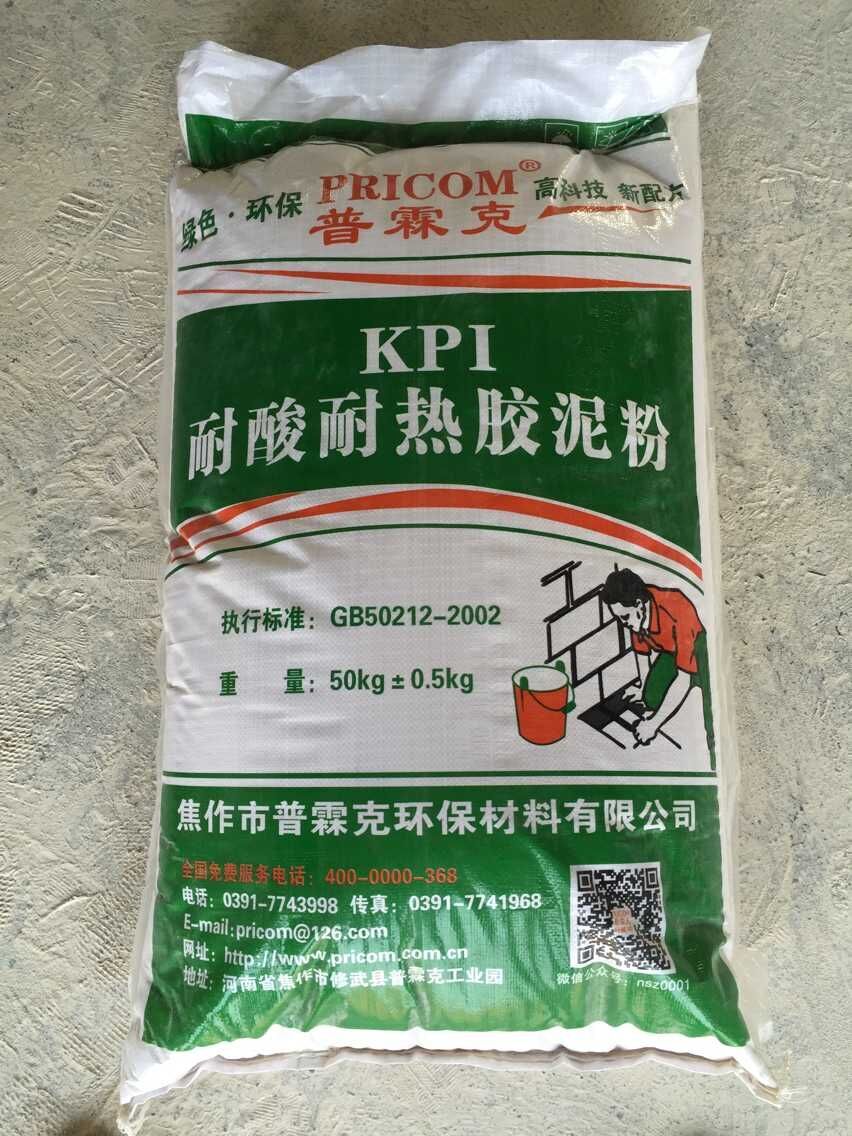 绿色·环保 PRICOM® 高科技 新配方
普霖克
KPI
耐酸耐热胶泥粉
执行标准：GB50212-2002
重 量：50kg±0.5kg
焦作市普霖克环保材料有限公司
全国免费服务电话：400-0000-368
电话：0391-7743998 传真：0391-7741968
E-mail:pricom@126.com
网址：http://www.pricom.com.cn
地址：河南省焦作市修武县普霖克工业园
微信公众号：nsz0001